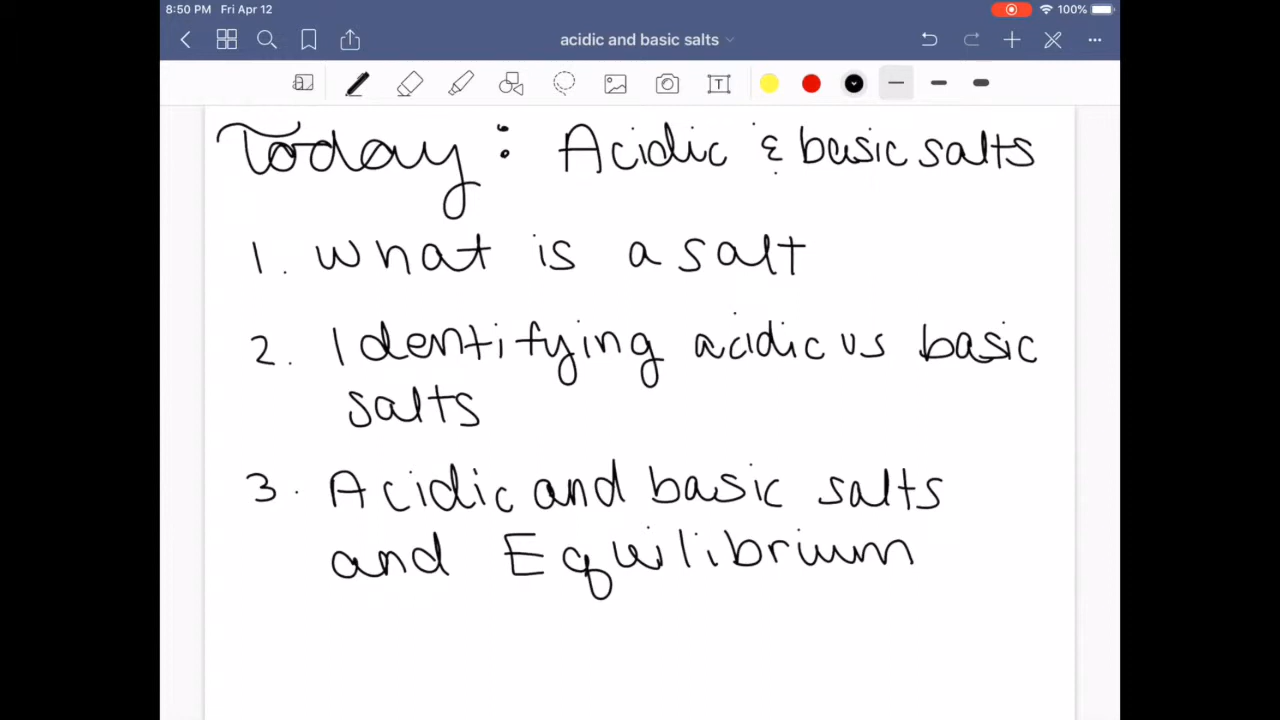 8:50 PM Fri Apr 12 100%
acidic and basic salts
T
Today: Acidic & basic salts
1. What is a salt
2. Identifying acidic vs basic
salts
3. Acidic and basic salts
and Equilibrium